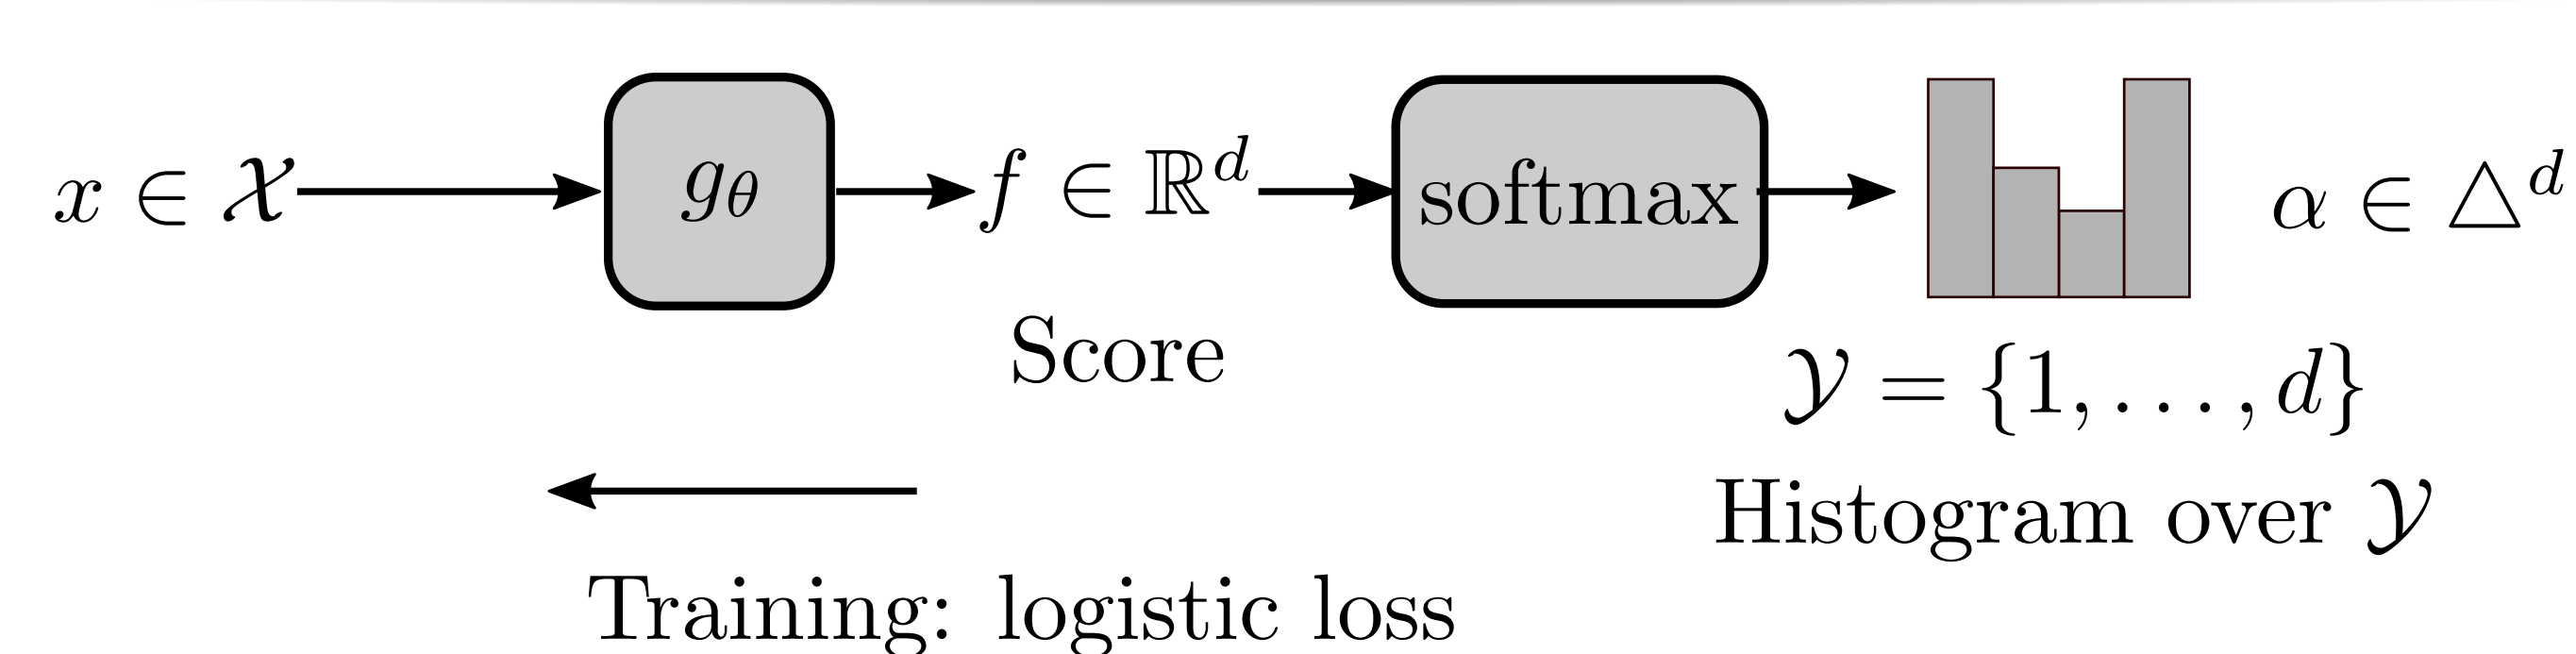 x ∈ 𝒳 g_θ f ∈ ℝ^d softmax α ∈ △^d
Score
𝒴 = {1, . . . , d}
Histogram over 𝒴
Training: logistic loss